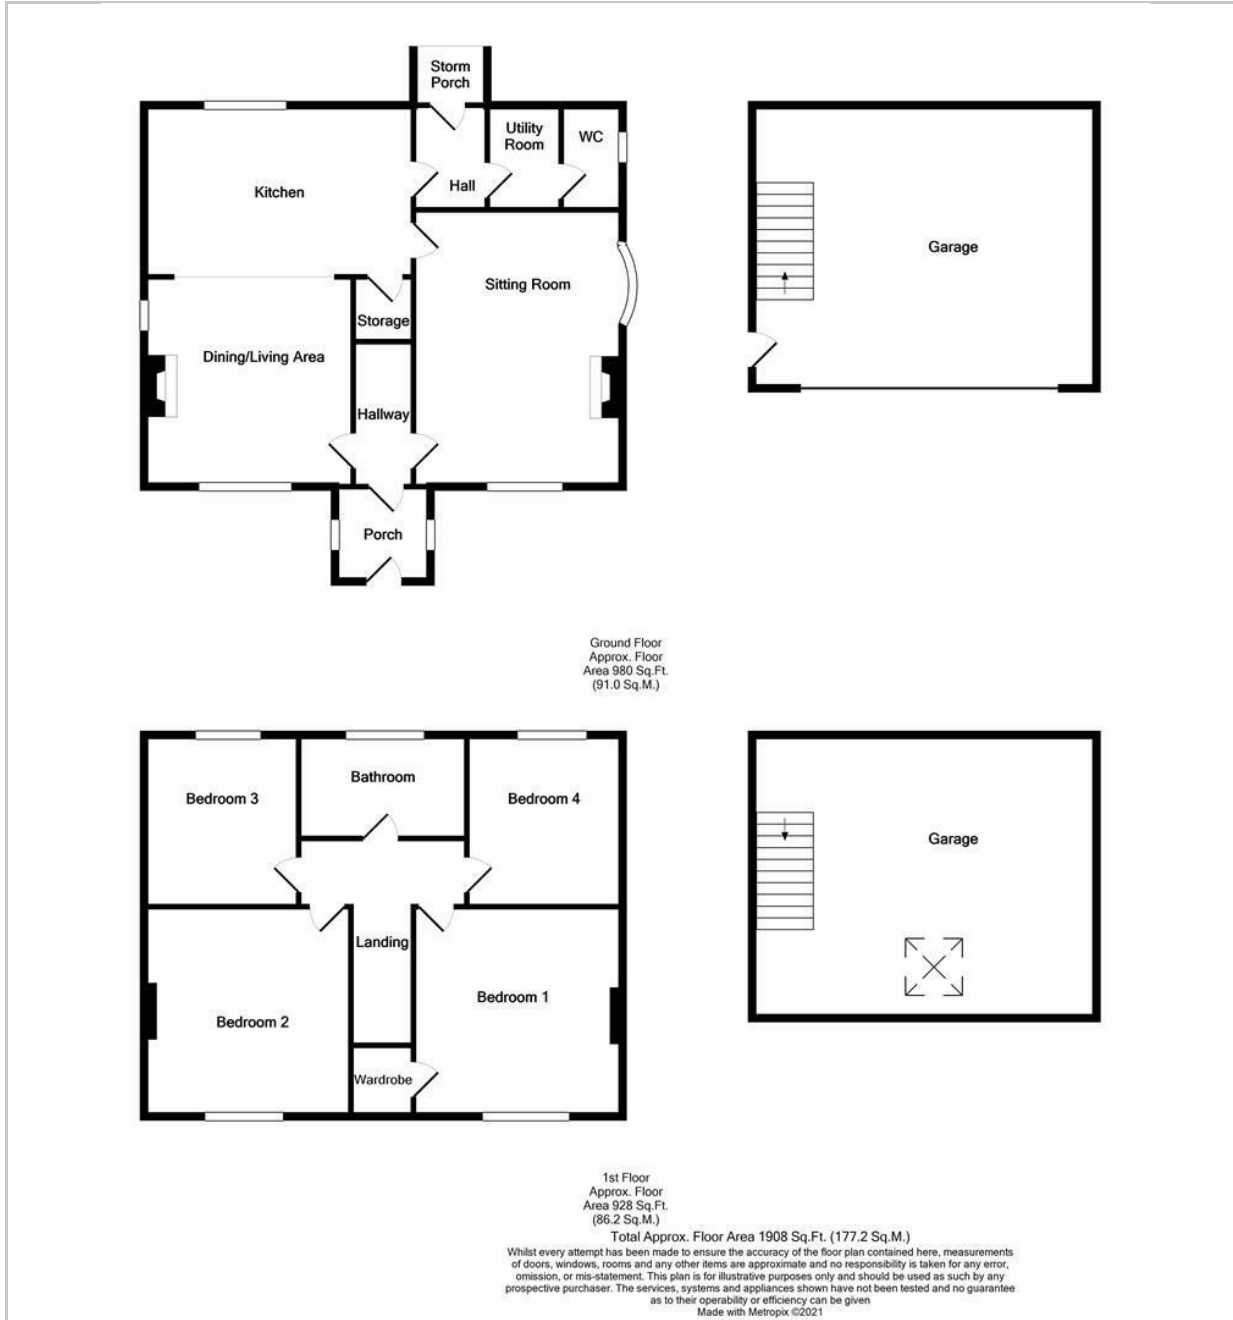 Storm
Porch
Utility
Room
WC
Kitchen
Hall
Garage
Sitting Room
Storage
Dining/Living Area
Hallway
Porch
Ground Floor
Approx. Floor
Area 980 Sq.Ft.
(91.0 Sq.M.)
Bathroom
Bedroom 3
Bedroom 4
Garage
Landing
Bedroom 1
Bedroom 2
Wardrobe
1st Floor
Approx. Floor
Area 928 Sq.Ft.
(86.2 Sq.M.)
Total Approx. Floor Area 1908 Sq.Ft. (177.2 Sq.M.)
Whilst every attempt has been made to ensure the accuracy of the floor plan contained here, measurements
of doors, windows, rooms and any other items are approximate and no responsibility is taken for any error,
omission, or mis-statement. This plan is for illustrative purposes only and should be used as such by any
prospective purchaser. The services, systems and appliances shown have not been tested and no guarantee
as to their operability or efficiency can be given
Made with Metropix ©2021